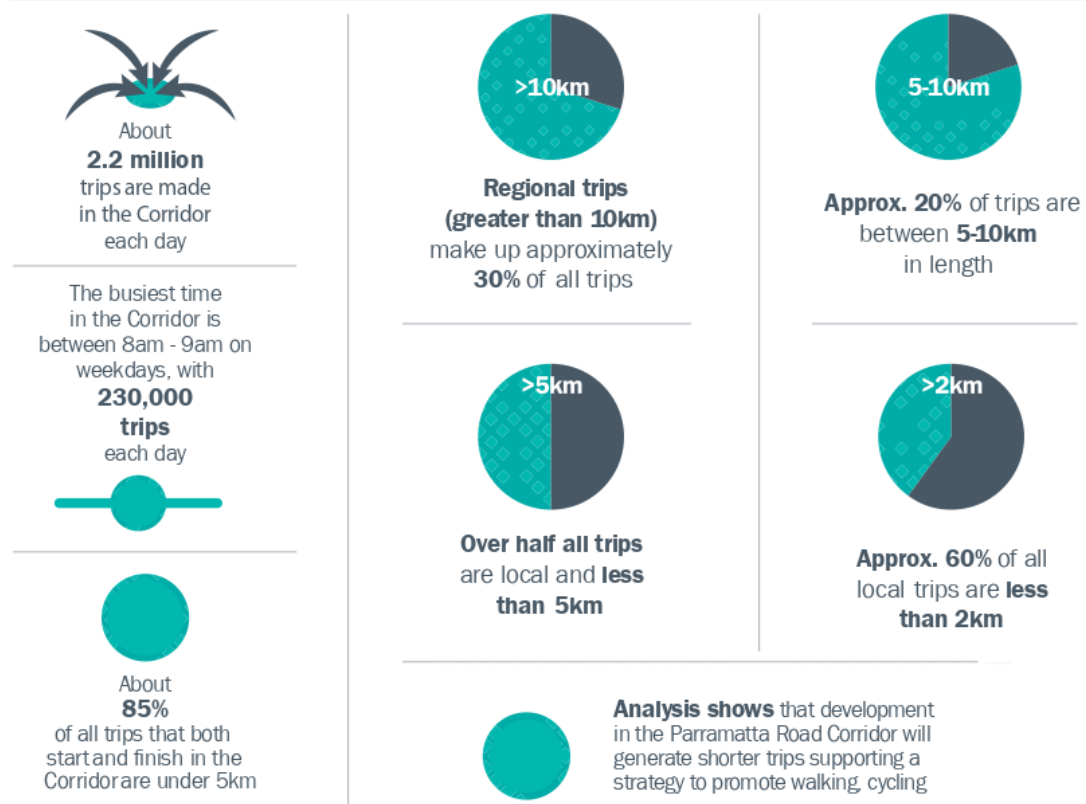 About
2.2 million
trips are made
in the Corridor
each day
The busiest time
in the Corridor is
between 8am - 9am on
weekdays, with
230,000
trips
each day
About
85%
of all trips that both
start and finish in the
Corridor are under 5km
>10km
Regional trips
(greater than 10km)
make up approximately
30% of all trips
5-10km
Approx. 20% of trips are
between 5-10km
in length
>5km
Over half all trips
are local and less
than 5km
>2km
Approx. 60% of all
local trips are less
than 2km
Analysis shows that development
in the Parramatta Road Corridor will
generate shorter trips supporting a
strategy to promote walking, cycling